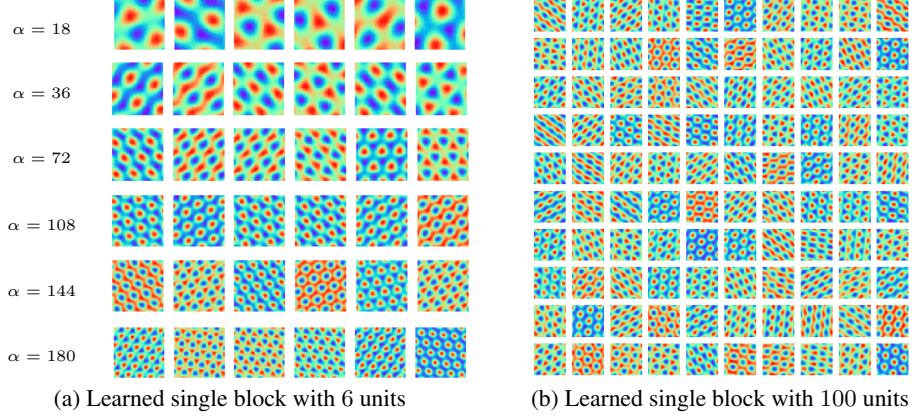 α = 18
α = 36
α = 72
α = 108
α = 144
α = 180
(a) Learned single block with 6 units
(b) Learned single block with 100 units